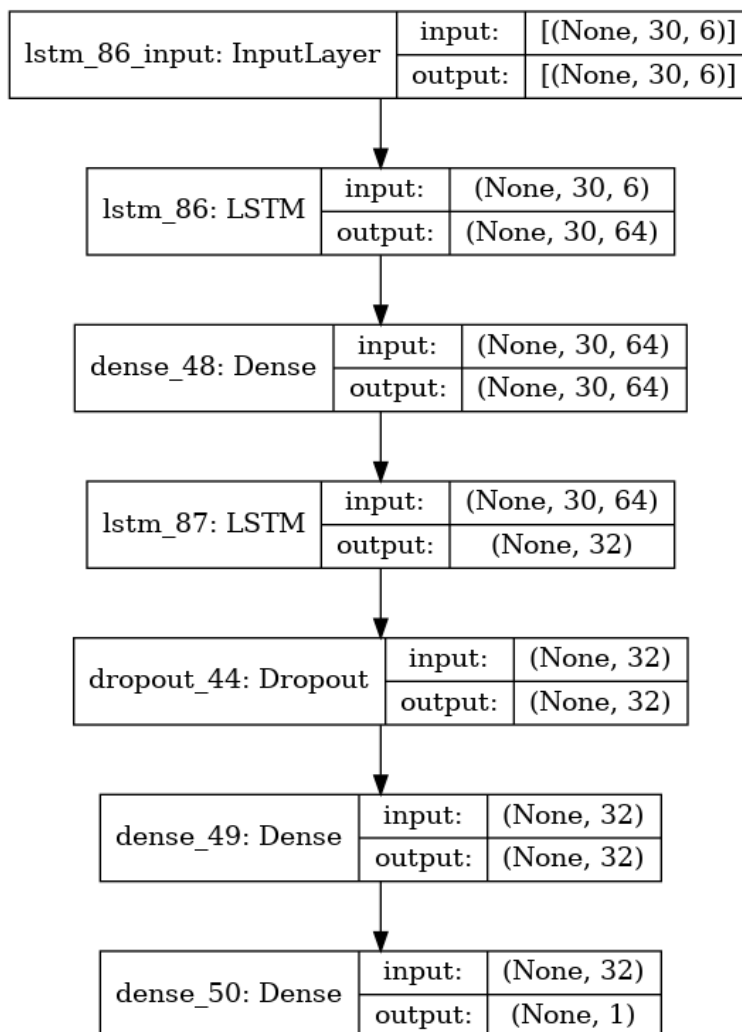 lstm_86_input: InputLayer
input: [(None, 30, 6)]
output: [(None, 30, 6)]
lstm_86: LSTM
input: (None, 30, 6)
output: (None, 30, 64)
dense_48: Dense
input: (None, 30, 64)
output: (None, 30, 64)
lstm_87: LSTM
input: (None, 30, 64)
output: (None, 32)
dropout_44: Dropout
input: (None, 32)
output: (None, 32)
dense_49: Dense
input: (None, 32)
output: (None, 32)
dense_50: Dense
input: (None, 32)
output: (None, 1)